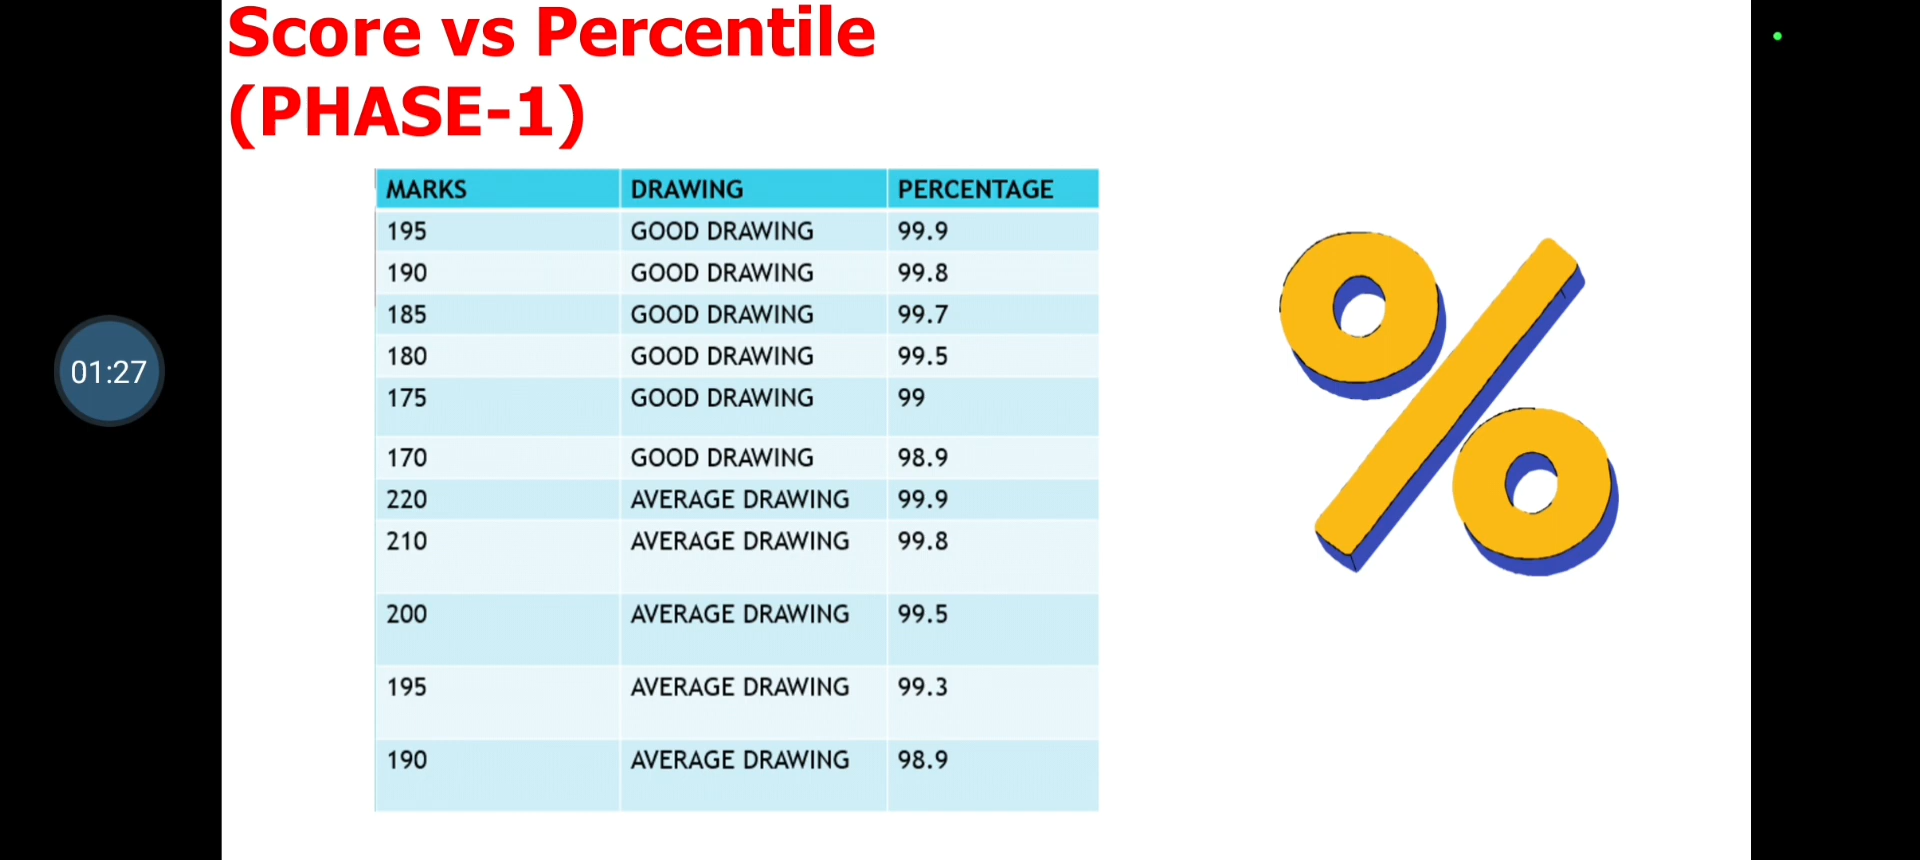 Score vs Percentile
(PHASE-1)
MARKS DRAWING PERCENTAGE
195 GOOD DRAWING 99.9
190 GOOD DRAWING 99.8
185 GOOD DRAWING 99.7
180 GOOD DRAWING 99.5
175 GOOD DRAWING 99
170 GOOD DRAWING 98.9
220 AVERAGE DRAWING 99.9
210 AVERAGE DRAWING 99.8
200 AVERAGE DRAWING 99.5
195 AVERAGE DRAWING 99.3
190 AVERAGE DRAWING 98.9
01:27
%